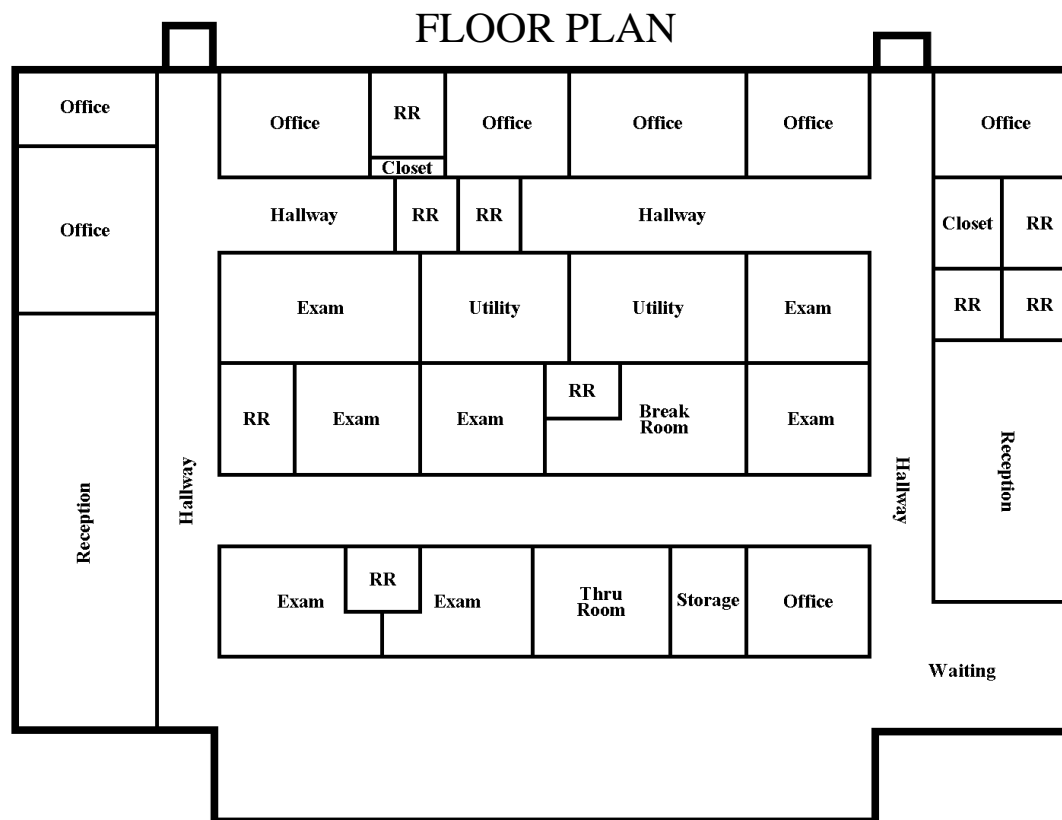 FLOOR PLAN
Office
Office
RR
Office
Office
Office
Office
Closet
Office
Hallway
RR
RR
Hallway
Closet
RR
Exam
Utility
Utility
Exam
RR
RR
RR
Exam
Exam
RR
Break
Room
Exam
Reception
Hallway
Hallway
Reception
Exam
RR
Exam
Thru
Room
Storage
Office
Waiting